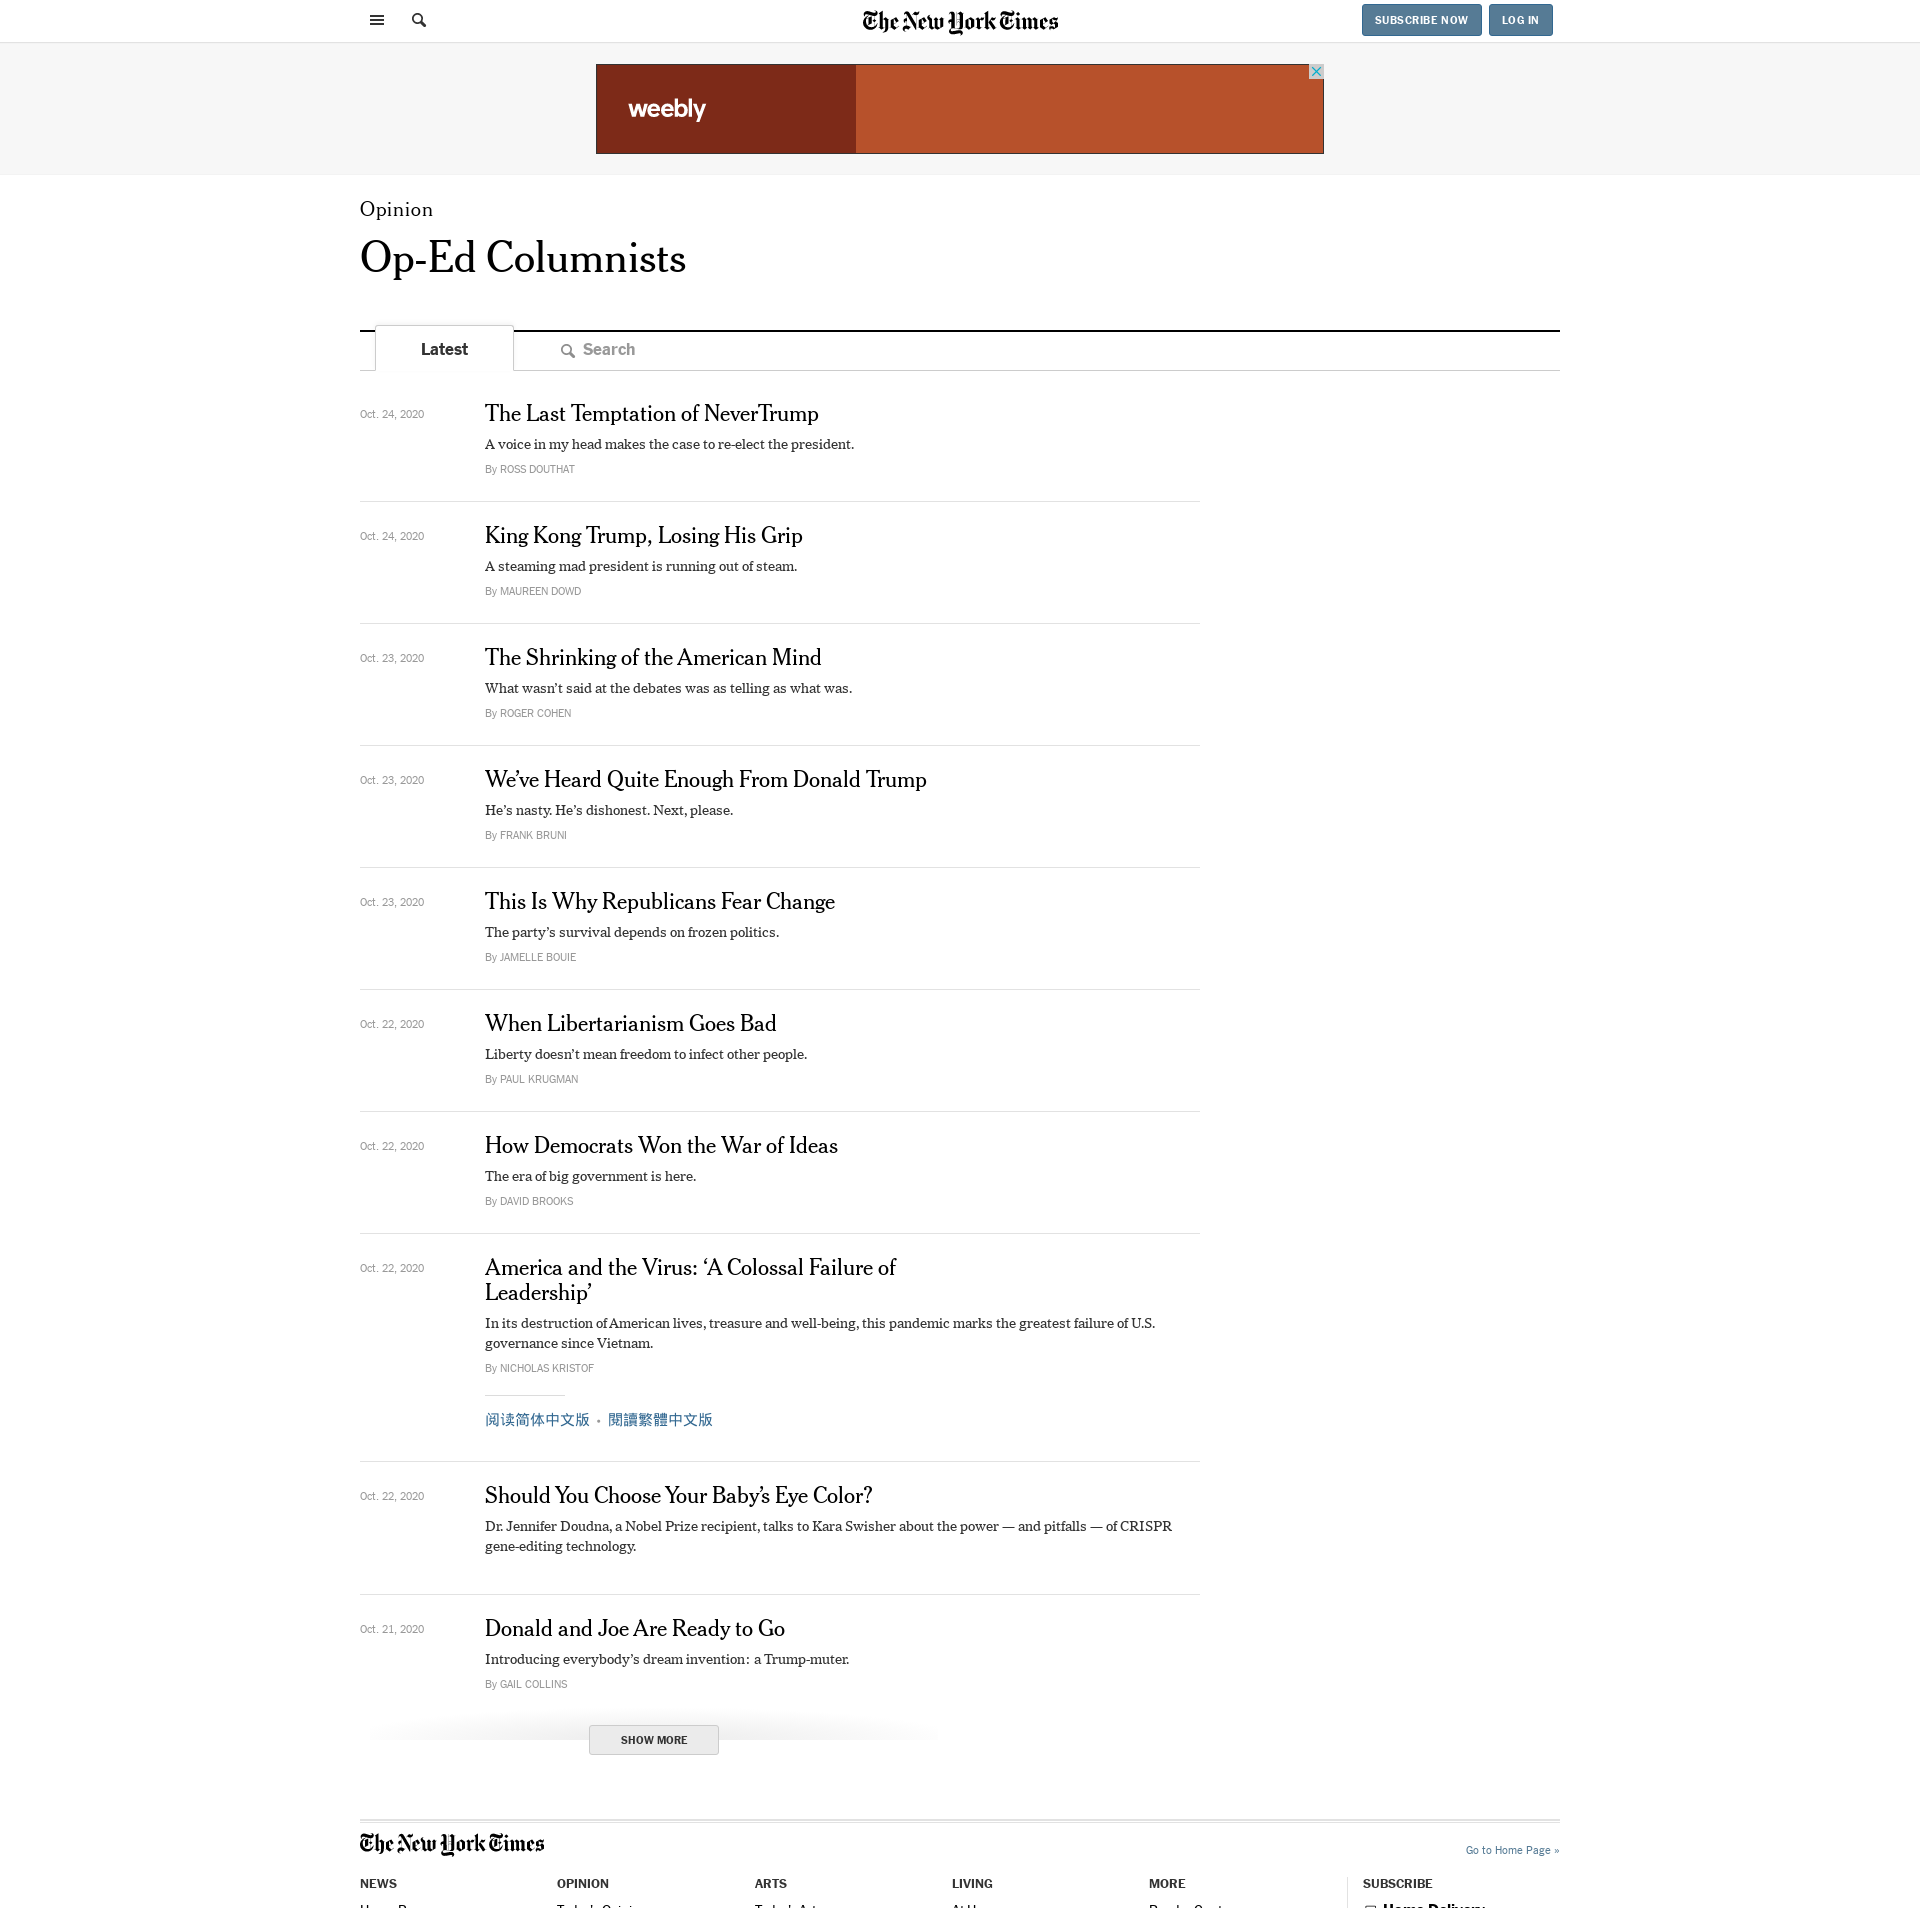 The New York Times
SUBSCRIBE NOW
LOG IN
weebly
Opinion
Op-Ed Columnists
Latest
Search
Oct. 24, 2020
The Last Temptation of NeverTrump
A voice in my head makes the case to re-elect the president.
By ROSS DOUTHAT
Oct. 24, 2020
King Kong Trump, Losing His Grip
A steaming mad president is running out of steam.
By MAUREEN DOWD
Oct. 23, 2020
The Shrinking of the American Mind
What wasn’t said at the debates was as telling as what was.
By ROGER COHEN
Oct. 23, 2020
We’ve Heard Quite Enough From Donald Trump
He’s nasty. He’s dishonest. Next, please.
By FRANK BRUNI
Oct. 23, 2020
This Is Why Republicans Fear Change
The party’s survival depends on frozen politics.
By JAMELLE BOUIE
Oct. 22, 2020
When Libertarianism Goes Bad
Liberty doesn’t mean freedom to infect other people.
By PAUL KRUGMAN
Oct. 22, 2020
How Democrats Won the War of Ideas
The era of big government is here.
By DAVID BROOKS
Oct. 22, 2020
America and the Virus: ‘A Colossal Failure of
Leadership’
In its destruction of American lives, treasure and well-being, this pandemic marks the greatest failure of U.S.
governance since Vietnam.
By NICHOLAS KRISTOF
阅读简体中文版 • 閱讀繁體中文版
Oct. 22, 2020
Should You Choose Your Baby’s Eye Color?
Dr. Jennifer Doudna, a Nobel Prize recipient, talks to Kara Swisher about the power — and pitfalls — of CRISPR
gene-editing technology.
Oct. 21, 2020
Donald and Joe Are Ready to Go
Introducing everybody’s dream invention: a Trump-muter.
By GAIL COLLINS
SHOW MORE
The New York Times
Go to Home Page »
NEWS
OPINION
ARTS
LIVING
MORE
SUBSCRIBE